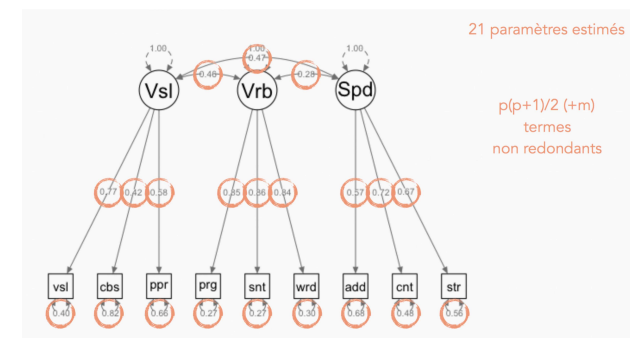 21 paramètres estimés
1.00 1.00 1.00
0.47
0.46 0.28
Vsl Vrb Spd
p(p+1)/2 (+m)
termes
non redondants
0.77 0.42 0.58 0.85 0.86 0.84 0.57 0.72 0.67
vsl cbs ppr prg snt wrd add cnt str
0.40 0.82 0.66 0.27 0.27 0.30 0.68 0.48 0.56